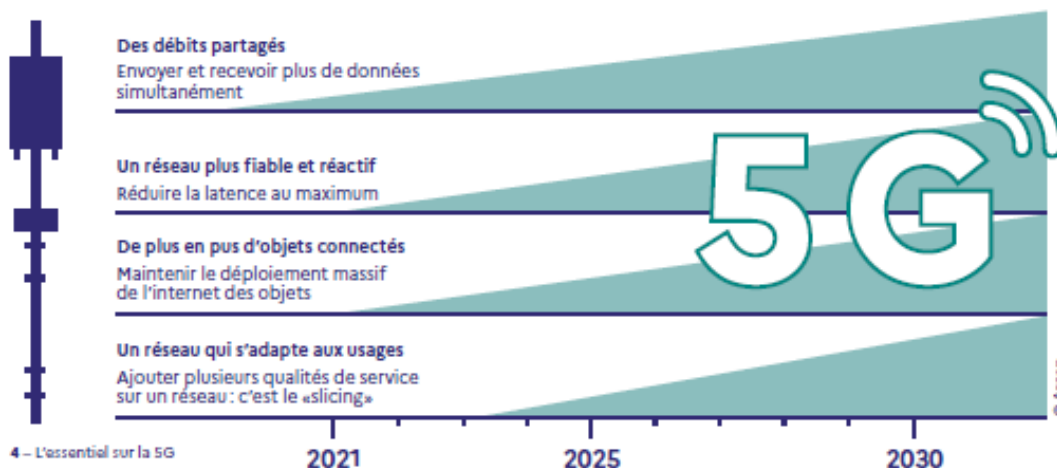 Des débits partagés
Envoyer et recevoir plus de données
simultanément
Un réseau plus fiable et réactif
Réduire la latence au maximum
De plus en pus d'objets connectés
Maintenir le déploiement massif
de l'internet des objets
Un réseau qui s'adapte aux usages
Ajouter plusieurs qualités de service
sur un réseau : c'est le «slicing»
5G
4 – L'essentiel sur la 5G
2021 2025 2030